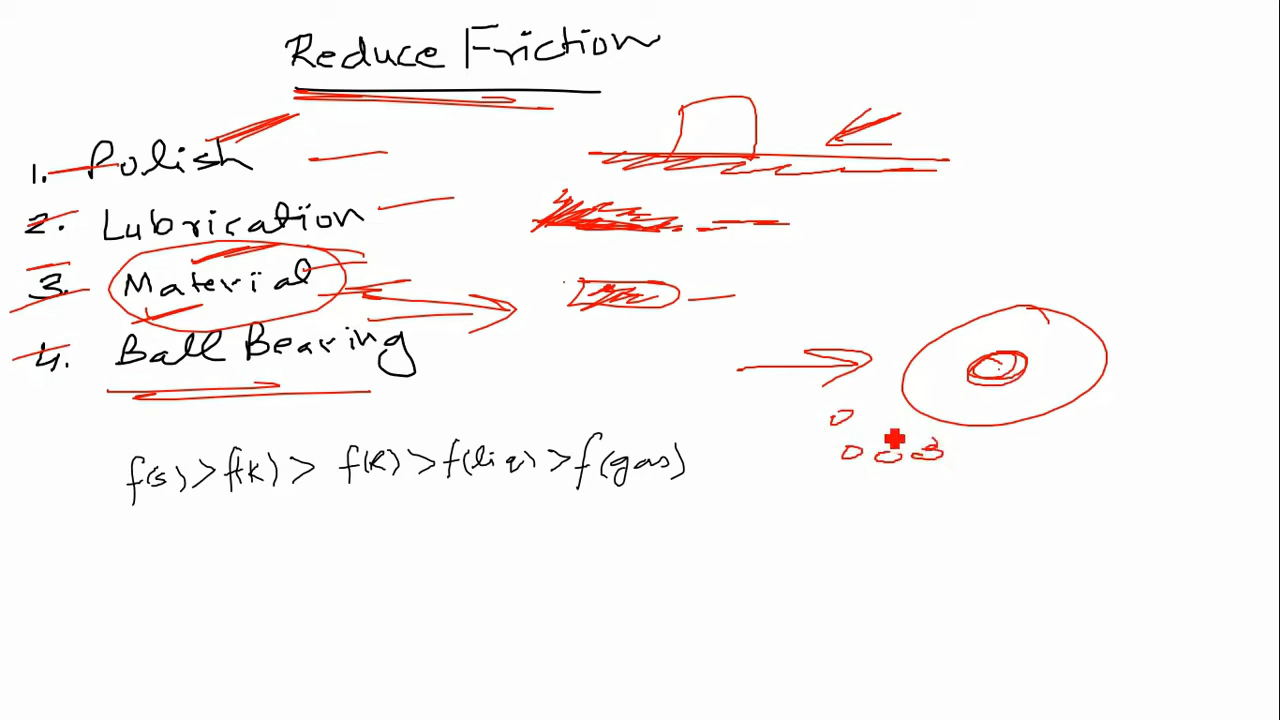 Reduce Friction
1. Polish
2. Lubrication
3. Material
4. Ball Bearing
f(s) > f(k) > f(R) > f(liq) > f(gas)